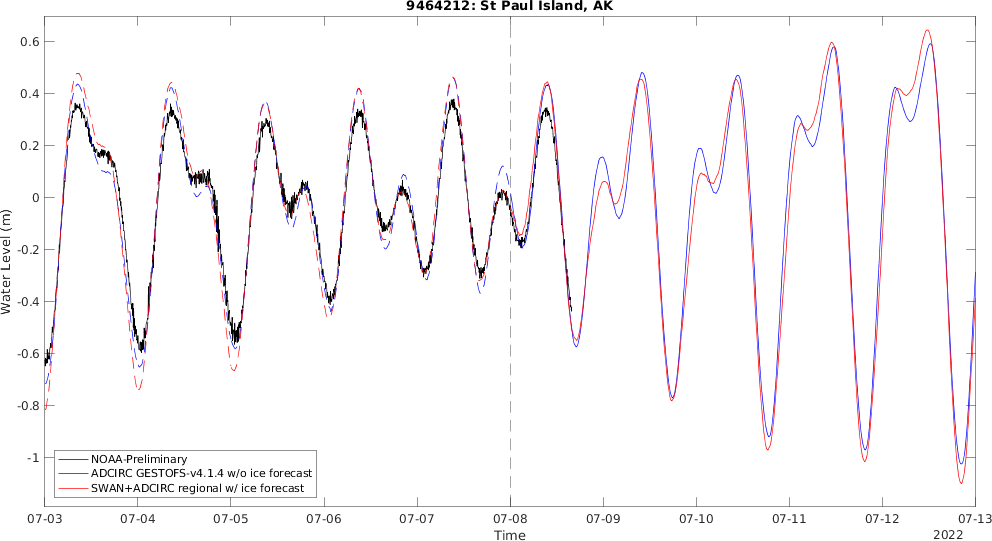 9464212: St Paul Island, AK
0.6
0.4
0.2
0
-0.2
-0.4
-0.6
-0.8
-1
Water Level (m)
NOAA-Preliminary
ADCIRC GESTOFS-v4.1.4 w/o ice forecast
SWAN+ADCIRC regional w/ ice forecast
07-03 07-04 07-05 07-06 07-07 07-08 07-09 07-10 07-11 07-12 07-13
Time
2022